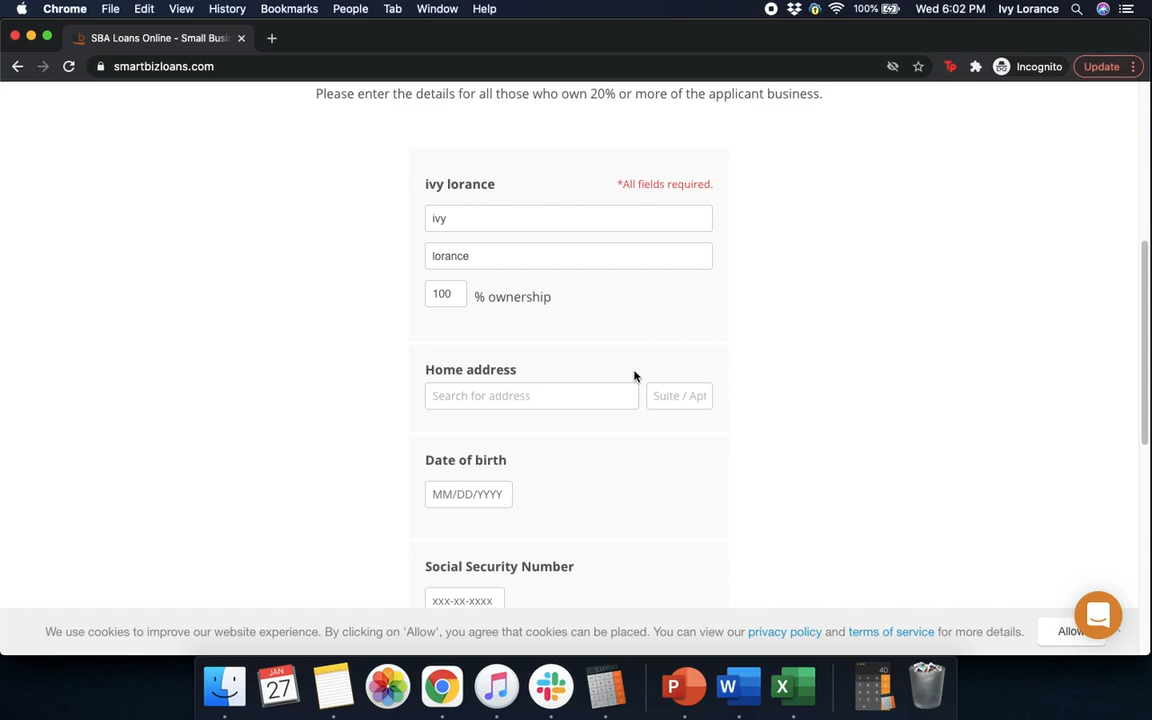 Chrome File Edit View History Bookmarks People Tab Window Help 100% Wed 6:02 PM Ivy Lorance
SBA Loans Online - Small Busi
smartbizloans.com Incognito Update
Please enter the details for all those who own 20% or more of the applicant business.
ivy lorance *All fields required.
ivy
lorance
100 % ownership
Home address
Search for address Suite / Apt
Date of birth
MM/DD/YYYY
Social Security Number
xxx-xx-xxxx
We use cookies to improve our website experience. By clicking on 'Allow', you agree that cookies can be placed. You can view our privacy policy and terms of service for more details. Allow
JAN
27
P W X 40